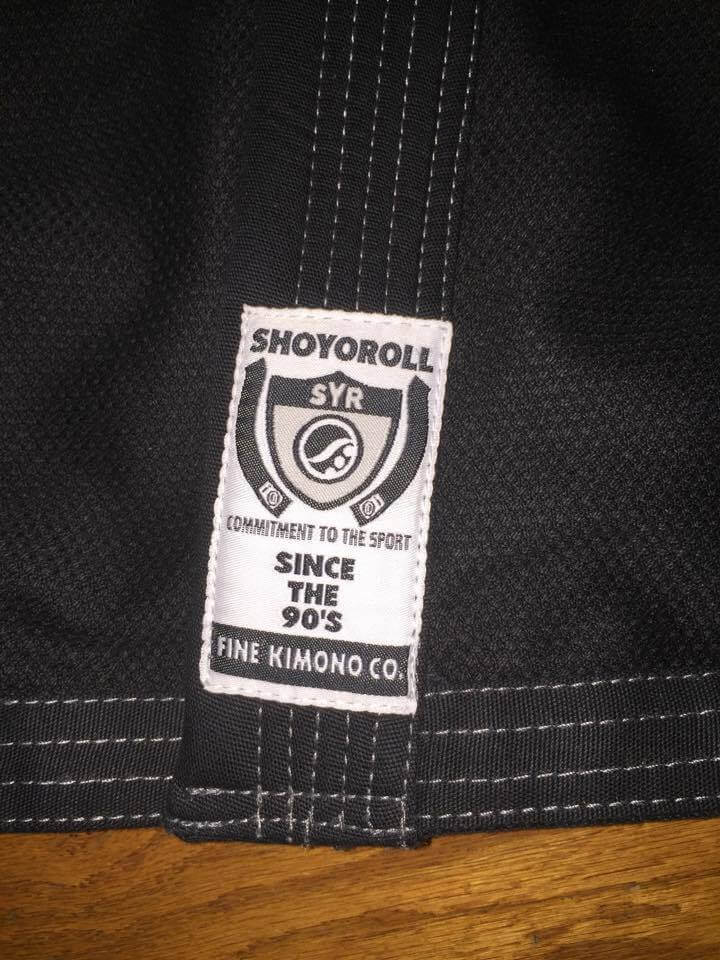 SHOYOROLL
SYR
COMMITMENT TO THE SPORT
SINCE
THE
90'S
FINE KIMONO CO.